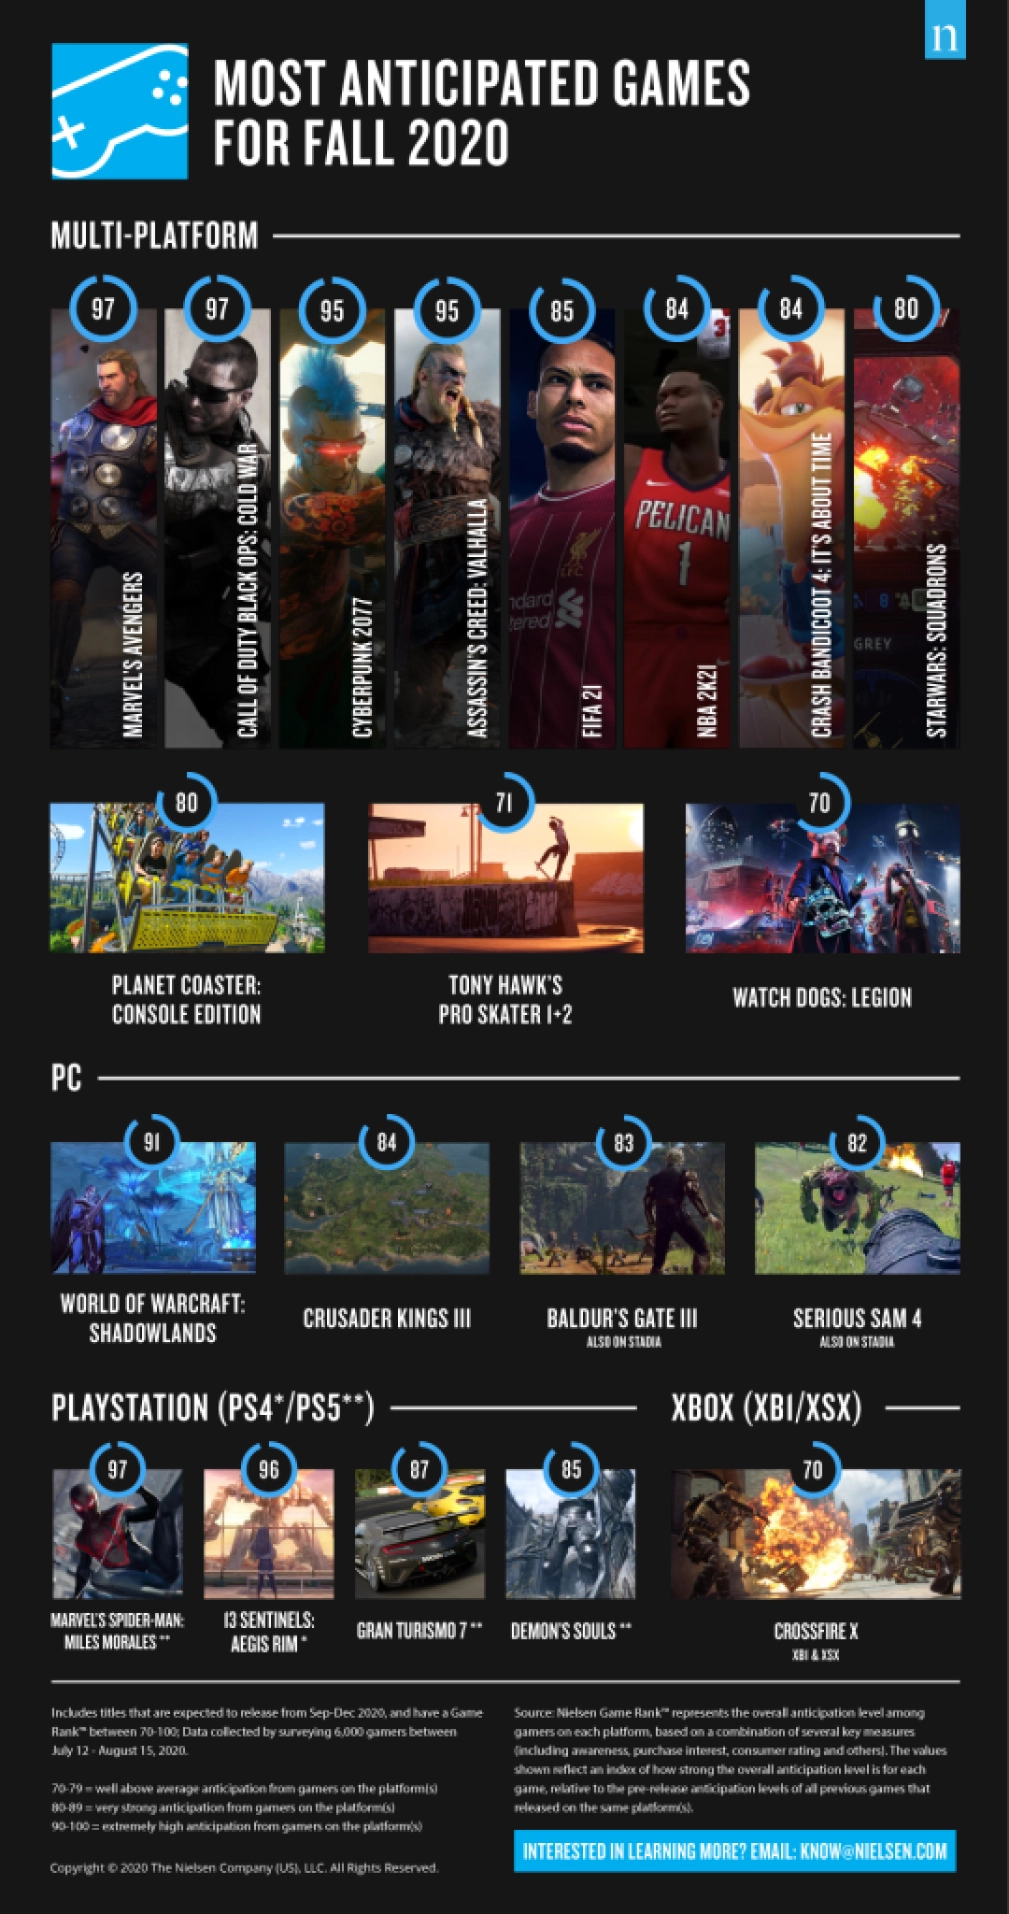 n
MOST ANTICIPATED GAMES
FOR FALL 2020
MULTI-PLATFORM
97
97
95
95
85
84
84
80
MARVEL'S AVENGERS
CALL OF DUTY BLACK OPS: COLD WAR
CYBERPUNK 2077
ASSASSIN'S CREED: VALHALLA
FIFA 21
NBA 2K21
CRASH BANDICOOT 4: IT'S ABOUT TIME
STARWARS: SQUADRONS
3
L.F.C.
ndard
tered
PELICAN
1
8
GREY
80
71
70
PLANET COASTER:
CONSOLE EDITION
TONY HAWK'S
PRO SKATER 1+2
WATCH DOGS: LEGION
PC
91
84
83
82
WORLD OF WARCRAFT:
SHADOWLANDS
CRUSADER KINGS III
BALDUR'S GATE III
ALSO ON STADIA
SERIOUS SAM 4
ALSO ON STADIA
PLAYSTATION (PS4*/PS5**)
XBOX (XB1/XSX)
97
96
87
85
70
MARVEL'S SPIDER-MAN:
MILES MORALES **
13 SENTINELS:
AEGIS RIM *
GRAN TURISMO 7 **
DEMON'S SOULS **
CROSSFIRE X
XB1 & XSX
Includes titles that are expected to release from Sep-Dec 2020, and have a Game
Rank™ between 70-100; Data collected by surveying 6,000 gamers between
July 12 - August 15, 2020.
70-79 = well above average anticipation from gamers on the platform(s)
80-89 = very strong anticipation from gamers on the platform(s)
90-100 = extremely high anticipation from gamers on the platform(s)
Copyright © 2020 The Nielsen Company (US), LLC. All Rights Reserved.
Source: Nielsen Game Rank™ represents the overall anticipation level among
gamers on each platform, based on a combination of several key measures
(including awareness, purchase interest, consumer rating and others). The values
shown reflect an index of how strong the overall anticipation level is for each
game, relative to the pre-release anticipation levels of all previous games that
released on the same platform(s).
INTERESTED IN LEARNING MORE? EMAIL: KNOW@NIELSEN.COM